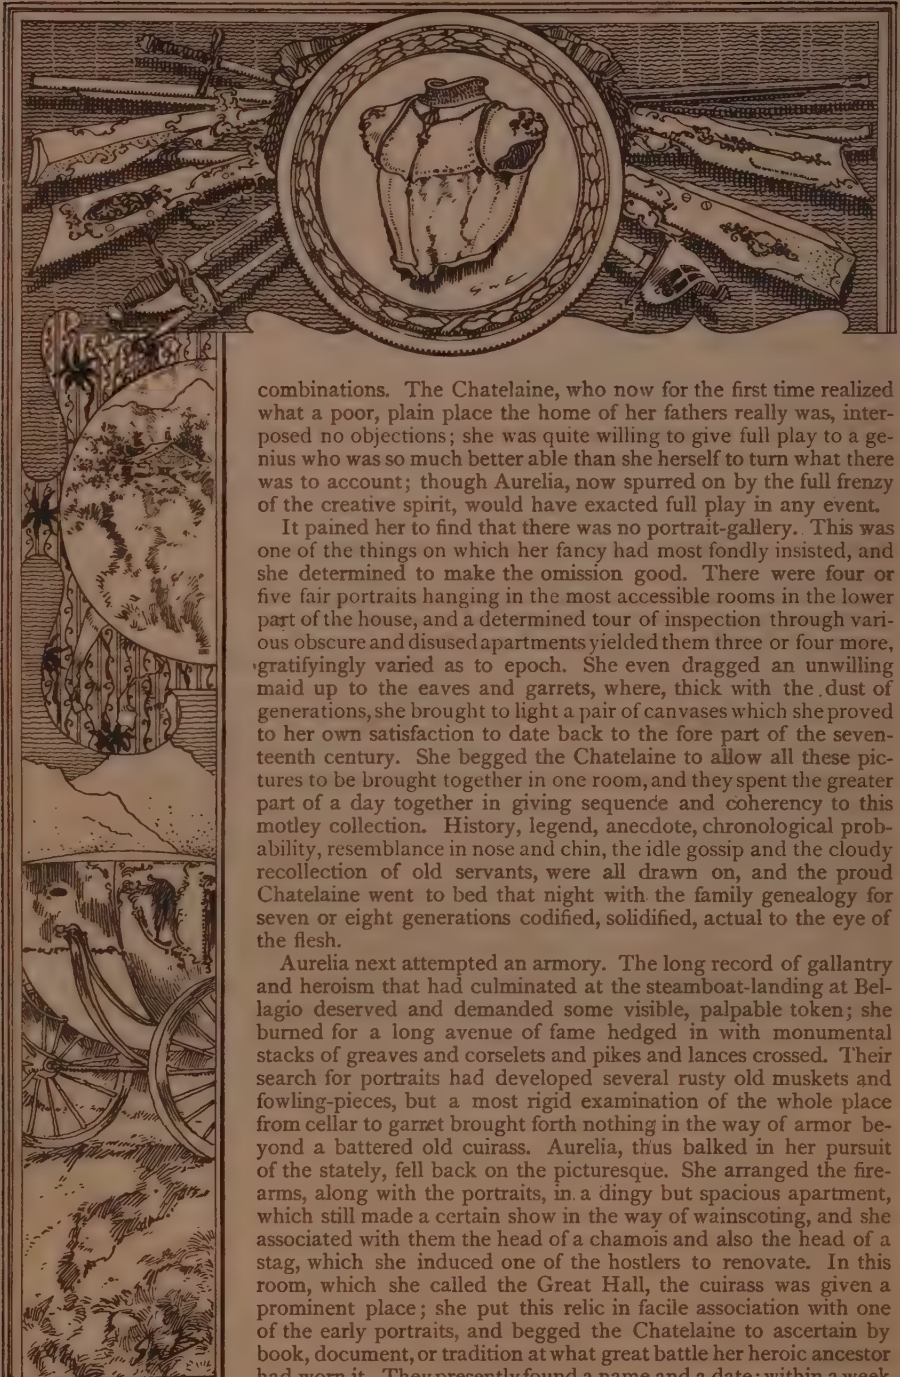 combinations. The Chatelaine, who now for the first time realized
what a poor, plain place the home of her fathers really was, inter-
posed no objections; she was quite willing to give full play to a ge-
nius who was so much better able than she herself to turn what there
was to account; though Aurelia, now spurred on by the full frenzy
of the creative spirit, would have exacted full play in any event.
It pained her to find that there was no portrait-gallery. This was
one of the things on which her fancy had most fondly insisted, and
she determined to make the omission good. There were four or
five fair portraits hanging in the most accessible rooms in the lower
part of the house, and a determined tour of inspection through vari-
ous obscure and disused apartments yielded them three or four more,
gratifyingly varied as to epoch. She even dragged an unwilling
maid up to the eaves and garrets, where, thick with the dust of
generations, she brought to light a pair of canvases which she proved
to her own satisfaction to date back to the fore part of the seven-
teenth century. She begged the Chatelaine to allow all these pic-
tures to be brought together in one room, and they spent the greater
part of a day together in giving sequence and coherency to this
motley collection. History, legend, anecdote, chronological prob-
ability, resemblance in nose and chin, the idle gossip and the cloudy
recollection of old servants, were all drawn on, and the proud
Chatelaine went to bed that night with the family genealogy for
seven or eight generations codified, solidified, actual to the eye of
the flesh.
Aurelia next attempted an armory. The long record of gallantry
and heroism that had culminated at the steamboat-landing at Bel-
lagio deserved and demanded some visible, palpable token; she
burned for a long avenue of fame hedged in with monumental
stacks of greaves and corselets and pikes and lances crossed. Their
search for portraits had developed several rusty old muskets and
fowling-pieces, but a most rigid examination of the whole place
from cellar to garret brought forth nothing in the way of armor be-
yond a battered old cuirass. Aurelia, thus balked in her pursuit
of the stately, fell back on the picturesque. She arranged the fire-
arms, along with the portraits, in a dingy but spacious apartment,
which still made a certain show in the way of wainscoting, and she
associated with them the head of a chamois and also the head of a
stag, which she induced one of the hostlers to renovate. In this
room, which she called the Great Hall, the cuirass was given a
prominent place; she put this relic in facile association with one
of the early portraits, and begged the Chatelaine to ascertain by
book, document, or tradition at what great battle her heroic ancestor
had worn it. They presently found a name and a date; within a week